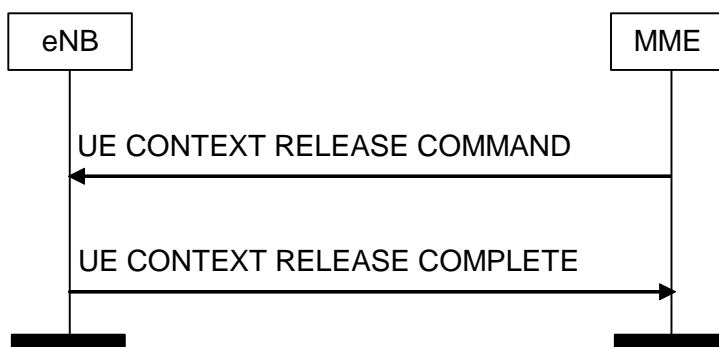 eNB
MME
UE CONTEXT RELEASE COMMAND
UE CONTEXT RELEASE COMPLETE